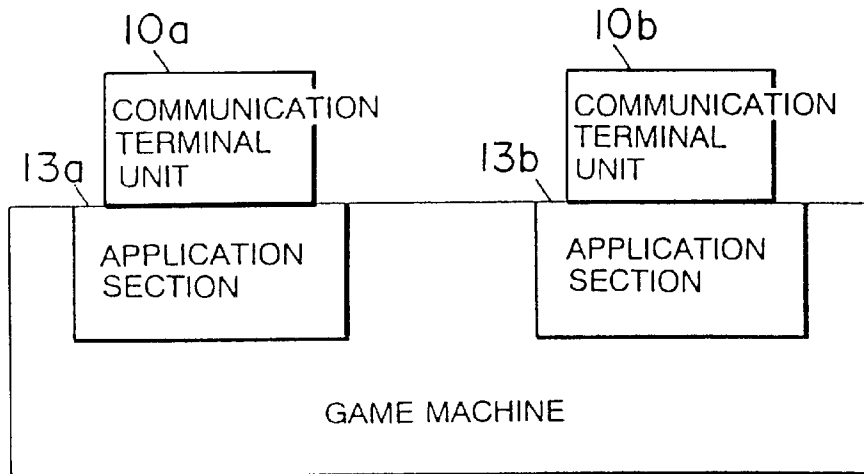 10a
10b
COMMUNICATION
TERMINAL
UNIT
COMMUNICATION
TERMINAL
UNIT
13a
13b
APPLICATION
SECTION
APPLICATION
SECTION
GAME MACHINE